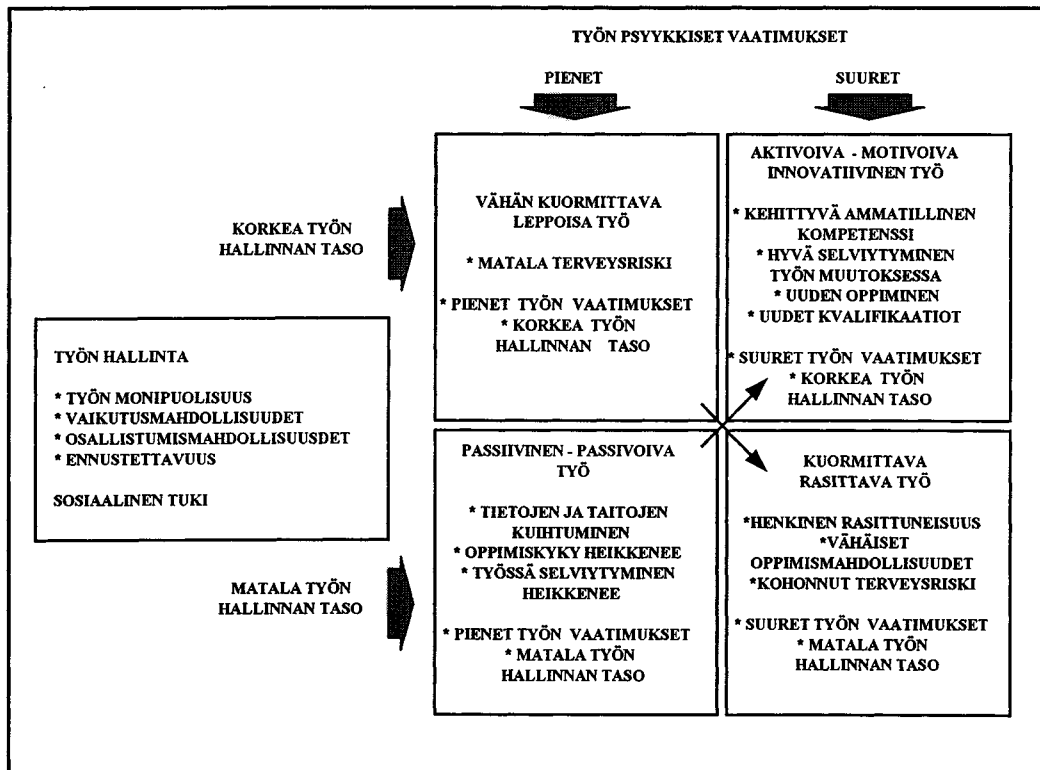 TYÖN PSYYKKISET VAATIMUKSET
PIENET
SUURET
KORKEA TYÖN
HALLINNAN TASO
VÄHÄN KUORMITTAVA
LEPPOISA TYÖ
* MATALA TERVEYSRISKI
* PIENET TYÖN VAATIMUKSET
* KORKEA TYÖN
HALLINNAN TASO
AKTIVOIVA - MOTIVOIVA
INNOVATIIVINEN TYÖ
* KEHITTYVÄ AMMATILLINEN
KOMPETENSSI
* HYVÄ SELVIYTYMINEN
TYÖN MUUTOKSESSA
* UUDEN OPPIMINEN
* UUDET KVALIFIKAATIOT
* SUURET TYÖN VAATIMUKSET
* KORKEA TYÖN
HALLINNAN TASO
TYÖN HALLINTA
* TYÖN MONIPUOLISUUS
* VAIKUTUSMAHDOLLISUUDET
* OSALLISTUMISMAHDOLLISUUSDET
* ENNUSTETTAVUUS
SOSIAALINEN TUKI
MATALA TYÖN
HALLINNAN TASO
PASSIIVINEN - PASSIVOIVA
TYÖ
* TIETOJEN JA TAITOJEN
KUIHTUMINEN
* OPPIMISKYKY HEIKKENEE
* TYÖSSÄ SELVIYTYMINEN
HEIKKENEE
* PIENET TYÖN VAATIMUKSET
* MATALA TYÖN
HALLINNAN TASO
KUORMITTAVA
RASITTAVA TYÖ
*HENKINEN RASITTUNEISUUS
*VÄHÄISET
OPPIMISMAHDOLLISUUDET
*KOHONNUT TERVEYSRISKI
* SUURET TYÖN VAATIMUKSET
* MATALA TYÖN
HALLINNAN TASO